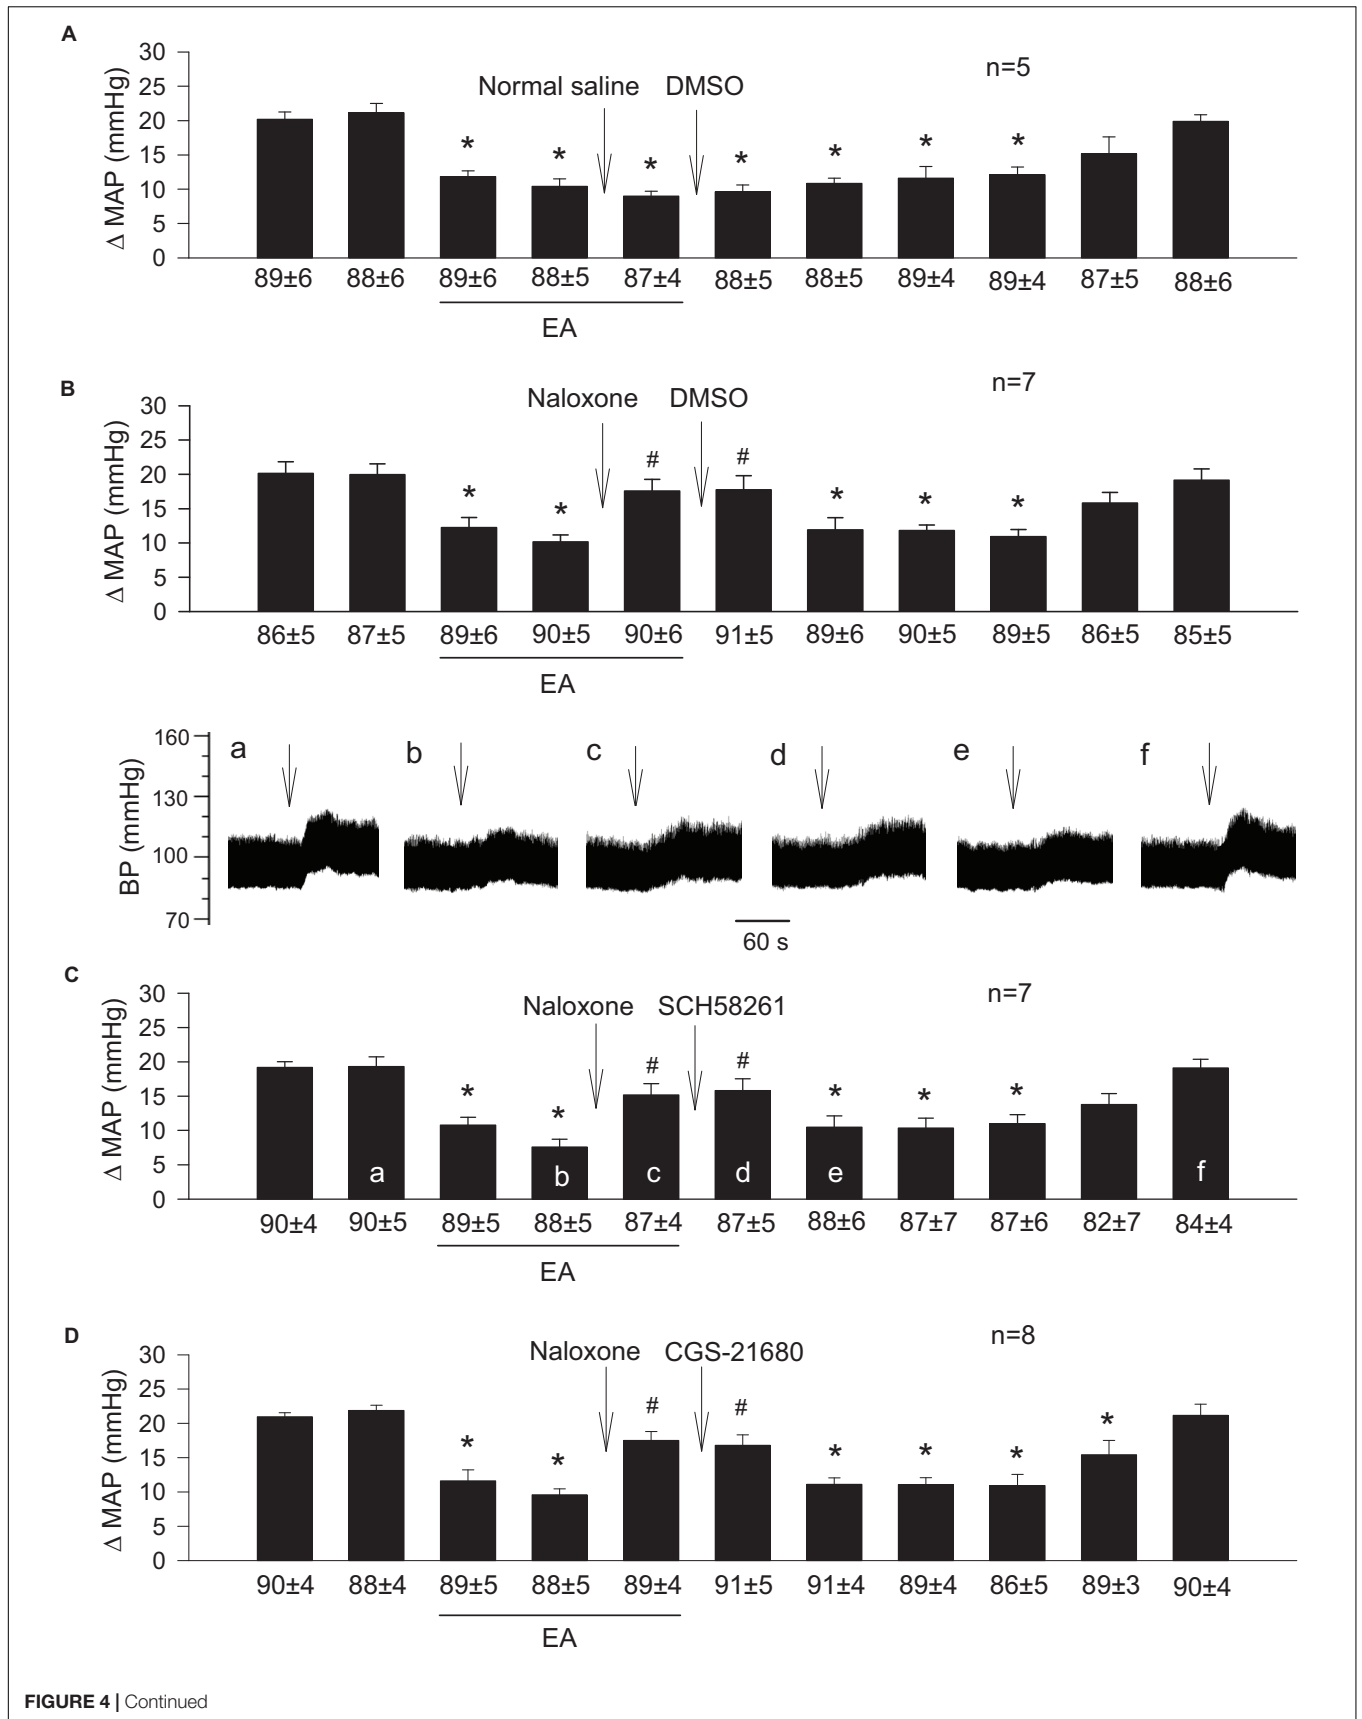 A
n=5
Normal saline DMSO
Δ MAP (mmHg)
30
25
20
15
10
5
0
* * * * * * *
89±6 88±6 89±6 88±5 87±4 88±5 88±5 89±4 89±4 87±5 88±6
EA
B
n=7
Naloxone DMSO
Δ MAP (mmHg)
30
25
20
15
10
5
0
* * # # * * *
86±5 87±5 89±6 90±5 90±6 91±5 89±6 90±5 89±5 86±5 85±5
EA
BP (mmHg)
160
130
100
70
a b c d e f
60 s
C
n=7
Naloxone SCH58261
Δ MAP (mmHg)
30
25
20
15
10
5
0
* * # # * * *
a b c d e f
90±4 90±5 89±5 88±5 87±4 87±5 88±6 87±7 87±6 82±7 84±4
EA
D
n=8
Naloxone CGS-21680
Δ MAP (mmHg)
30
25
20
15
10
5
0
* * # # * * * *
90±4 88±4 89±5 88±5 89±4 91±5 91±4 89±4 86±5 89±3 90±4
EA
FIGURE 4 | Continued